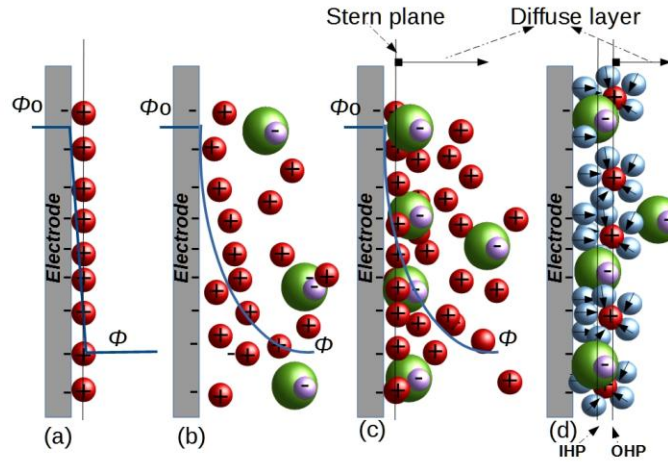 Stern plane
Diffuse layer
Φo
Φo
Φo
Electrode
Electrode
Electrode
Electrode
Φ
Φ
(a)
(b)
(c)
(d)
IHP
OHP